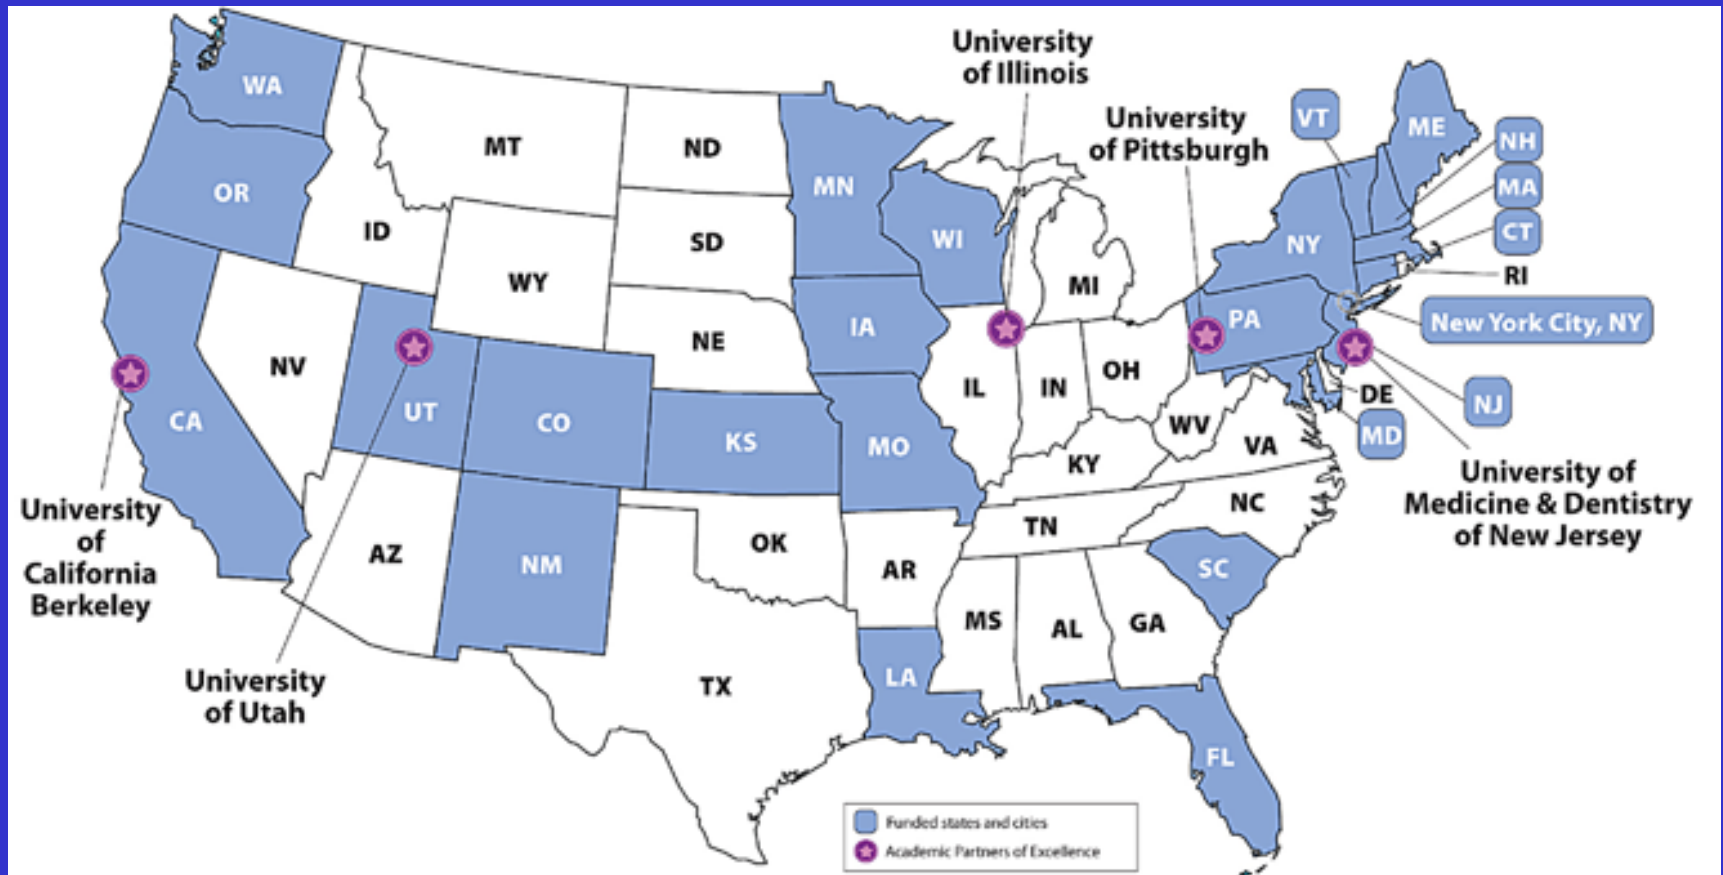 University
of Illinois
University
of Pittsburgh
WA
MT
ND
MN
VT
ME
NH
MA
OR
ID
SD
WI
NY
CT
WY
MI
RI
IA
PA
New York City, NY
NE
NV
IL
IN
OH
DE
NJ
UT
CO
KS
MO
WV
MD
CA
KY
VA
University
of
California
Berkeley
University of
Medicine & Dentistry
of New Jersey
NC
TN
AZ
NM
OK
AR
SC
MS
AL
GA
University
of Utah
TX
LA
FL
Funded states and cities
Academic Partners of Excellence